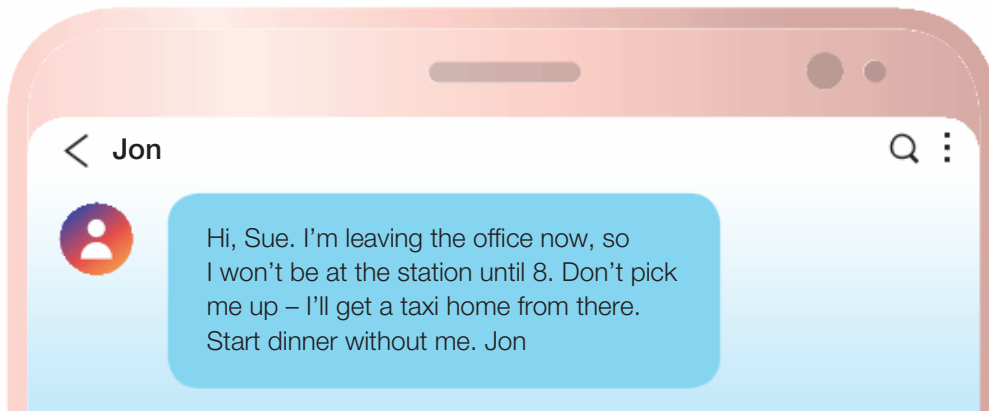 Jon
Hi, Sue. I’m leaving the office now, so
I won’t be at the station until 8. Don’t pick
me up – I’ll get a taxi home from there.
Start dinner without me. Jon